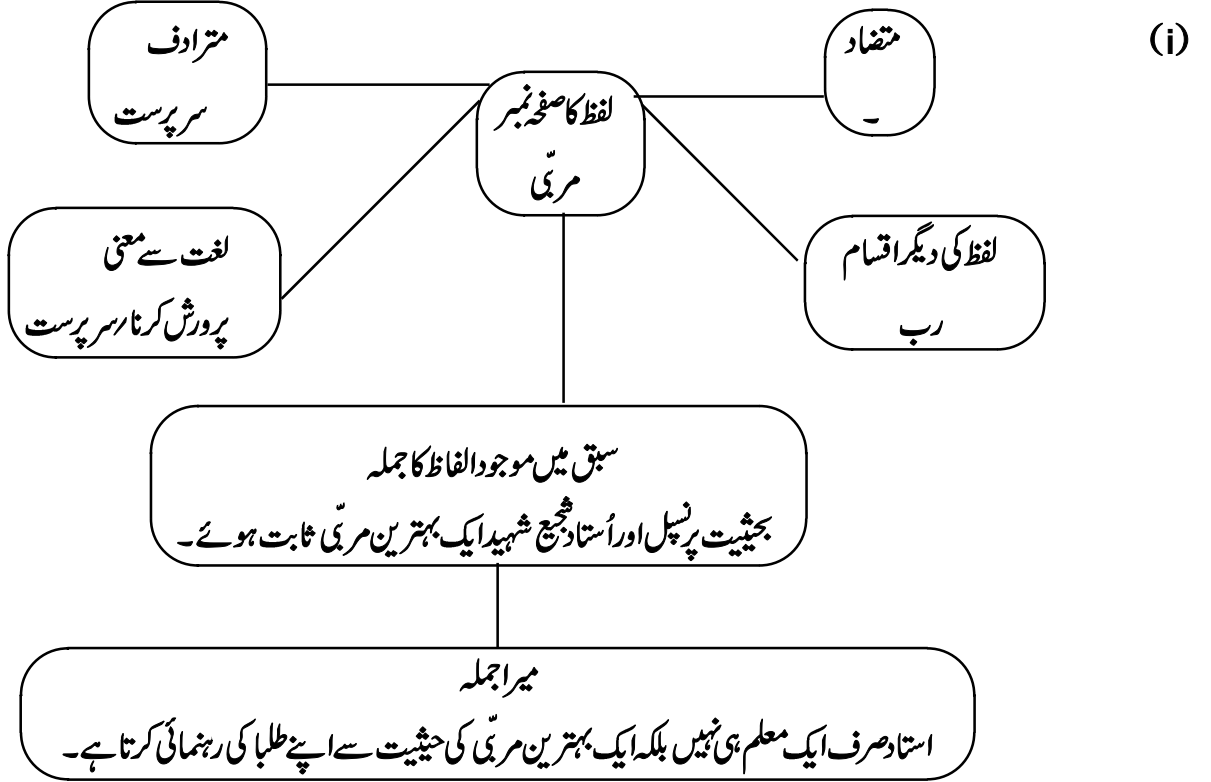 (i)
متضاد
۔
مترادف
سرپرست
لفظ کا صفحہ نمبر
مربّی
لفظ کی دیگر اقسام
رب
لغت سے معنی
پرورش کرنا/سرپرست
سبق میں موجود الفاظ کا جملہ
بحیثیت پرنسپل اور اُستاد شجیع شہید ایک بہترین مربّی ثابت ہوئے۔
میرا جملہ
استاد صرف ایک معلم ہی نہیں بلکہ ایک بہترین مربّی کی حیثیت سے اپنے طلبا کی رہنمائی کرتا ہے۔